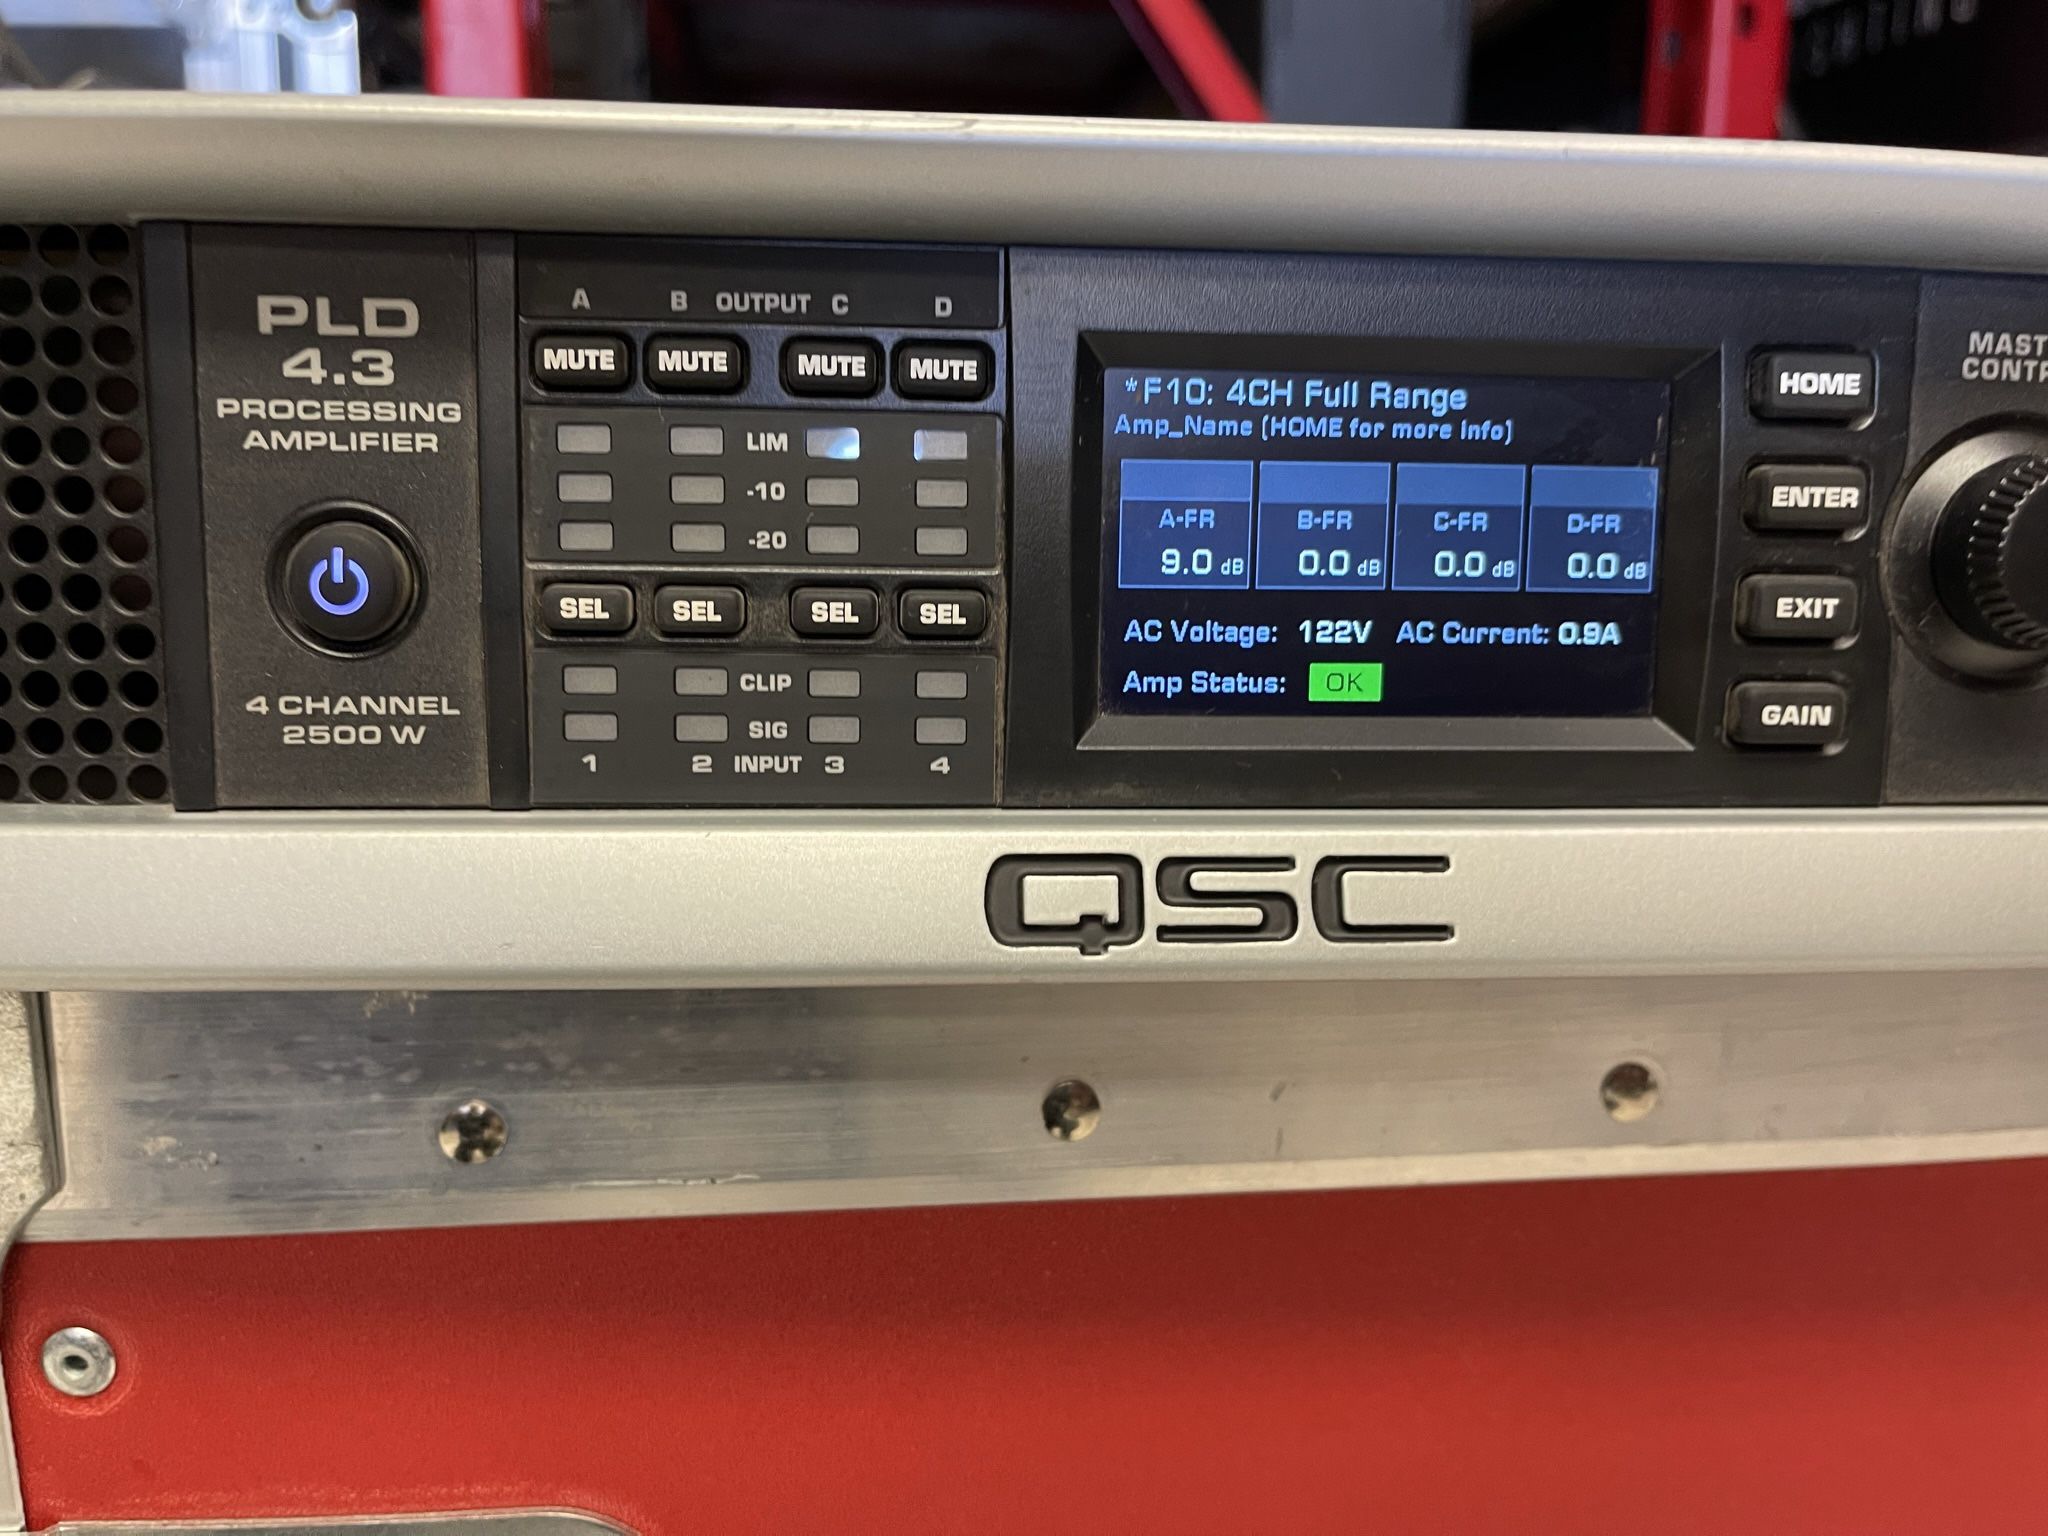 PLD
4.3
PROCESSING
AMPLIFIER
4 CHANNEL
2500 W
A B OUTPUT C D
MUTE MUTE MUTE MUTE
LIM
-10
-20
SEL SEL SEL SEL
CLIP
SIG
1 2 INPUT 3 4
*F10: 4CH Full Range
Amp_Name (HOME for more info)
A-FR B-FR C-FR D-FR
9.0 dB 0.0 dB 0.0 dB 0.0 dB
AC Voltage: 122V AC Current: 0.9A
Amp Status: OK
HOME
ENTER
EXIT
GAIN
MAST
CONTR
QSC